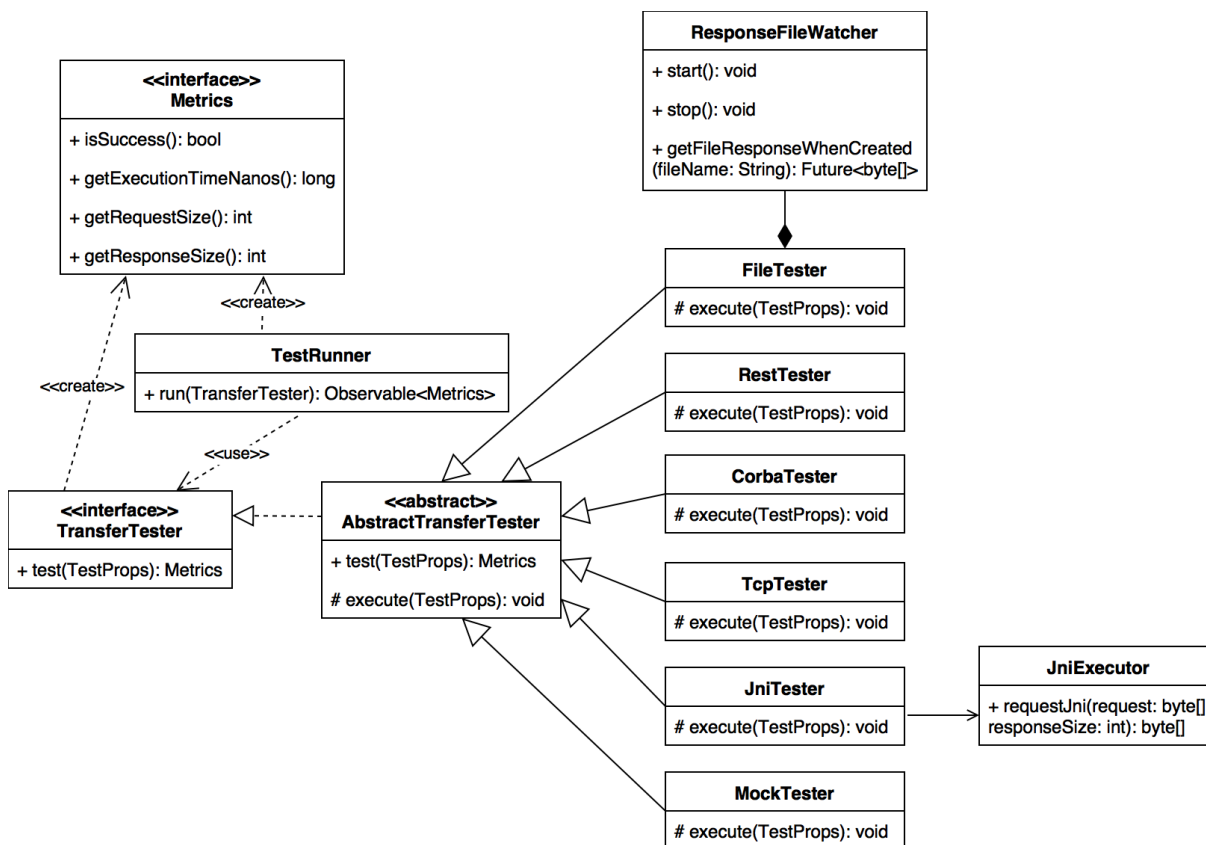 ResponseFileWatcher
+ start(): void
+ stop(): void
+ getFileResponseWhenCreated
(fileName: String): Future<byte[]>
<<interface>>
Metrics
+ isSuccess(): bool
+ getExecutionTimeNanos(): long
+ getRequestSize(): int
+ getResponseSize(): int
<<create>>
<<create>>
TestRunner
+ run(TransferTester): Observable<Metrics>
<<use>>
<<interface>>
TransferTester
+ test(TestProps): Metrics
<<abstract>>
AbstractTransferTester
+ test(TestProps): Metrics
# execute(TestProps): void
FileTester
# execute(TestProps): void
RestTester
# execute(TestProps): void
CorbaTester
# execute(TestProps): void
TcpTester
# execute(TestProps): void
JniTester
# execute(TestProps): void
JniExecutor
+ requestJni(request: byte[]
responseSize: int): byte[]
MockTester
# execute(TestProps): void